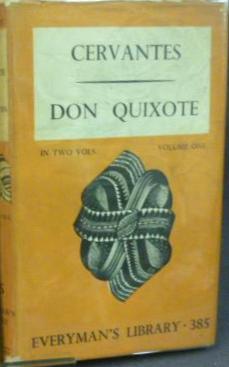 CERVANTES
DON QUIXOTE
IN TWO VOLS. VOLUME ONE
EVERYMAN'S LIBRARY · 385